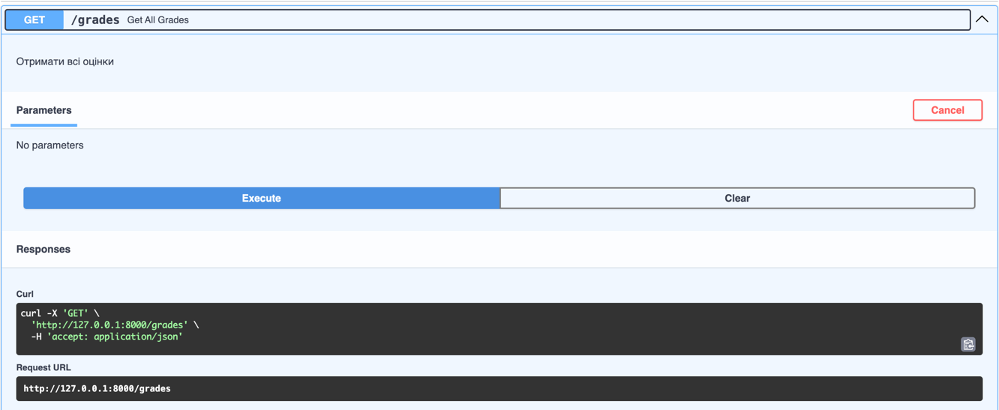 GET /grades Get All Grades
Отримати всі оцінки
Parameters Cancel
No parameters
Execute Clear
Responses
Curl
curl -X 'GET' \
'http://127.0.0.1:8000/grades' \
-H 'accept: application/json'
Request URL
http://127.0.0.1:8000/grades